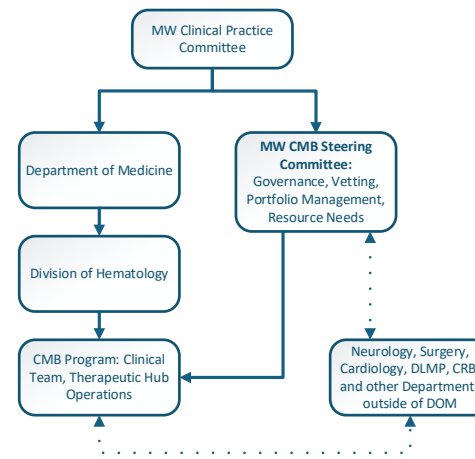 MW Clinical Practice
Committee
Department of Medicine
MW CMB Steering
Committee:
Governance, Vetting,
Portfolio Management,
Resource Needs
Division of Hematology
CMB Program: Clinical
Team, Therapeutic Hub
Operations
Neurology, Surgery,
Cardiology, DLMP, CRB
and other Department
outside of DOM